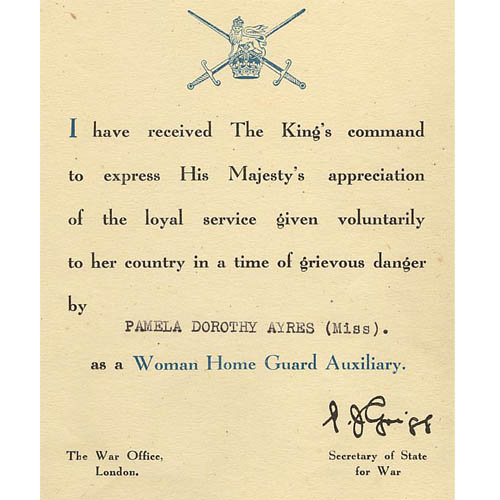 I have received The King's command
to express His Majesty's appreciation
of the loyal service given voluntarily
to her country in a time of grievous danger
by
PAMELA DOROTHY AYRES (Miss).
as a Woman Home Guard Auxiliary.
P. J. Grigg
The War Office,
London.
Secretary of State
for War